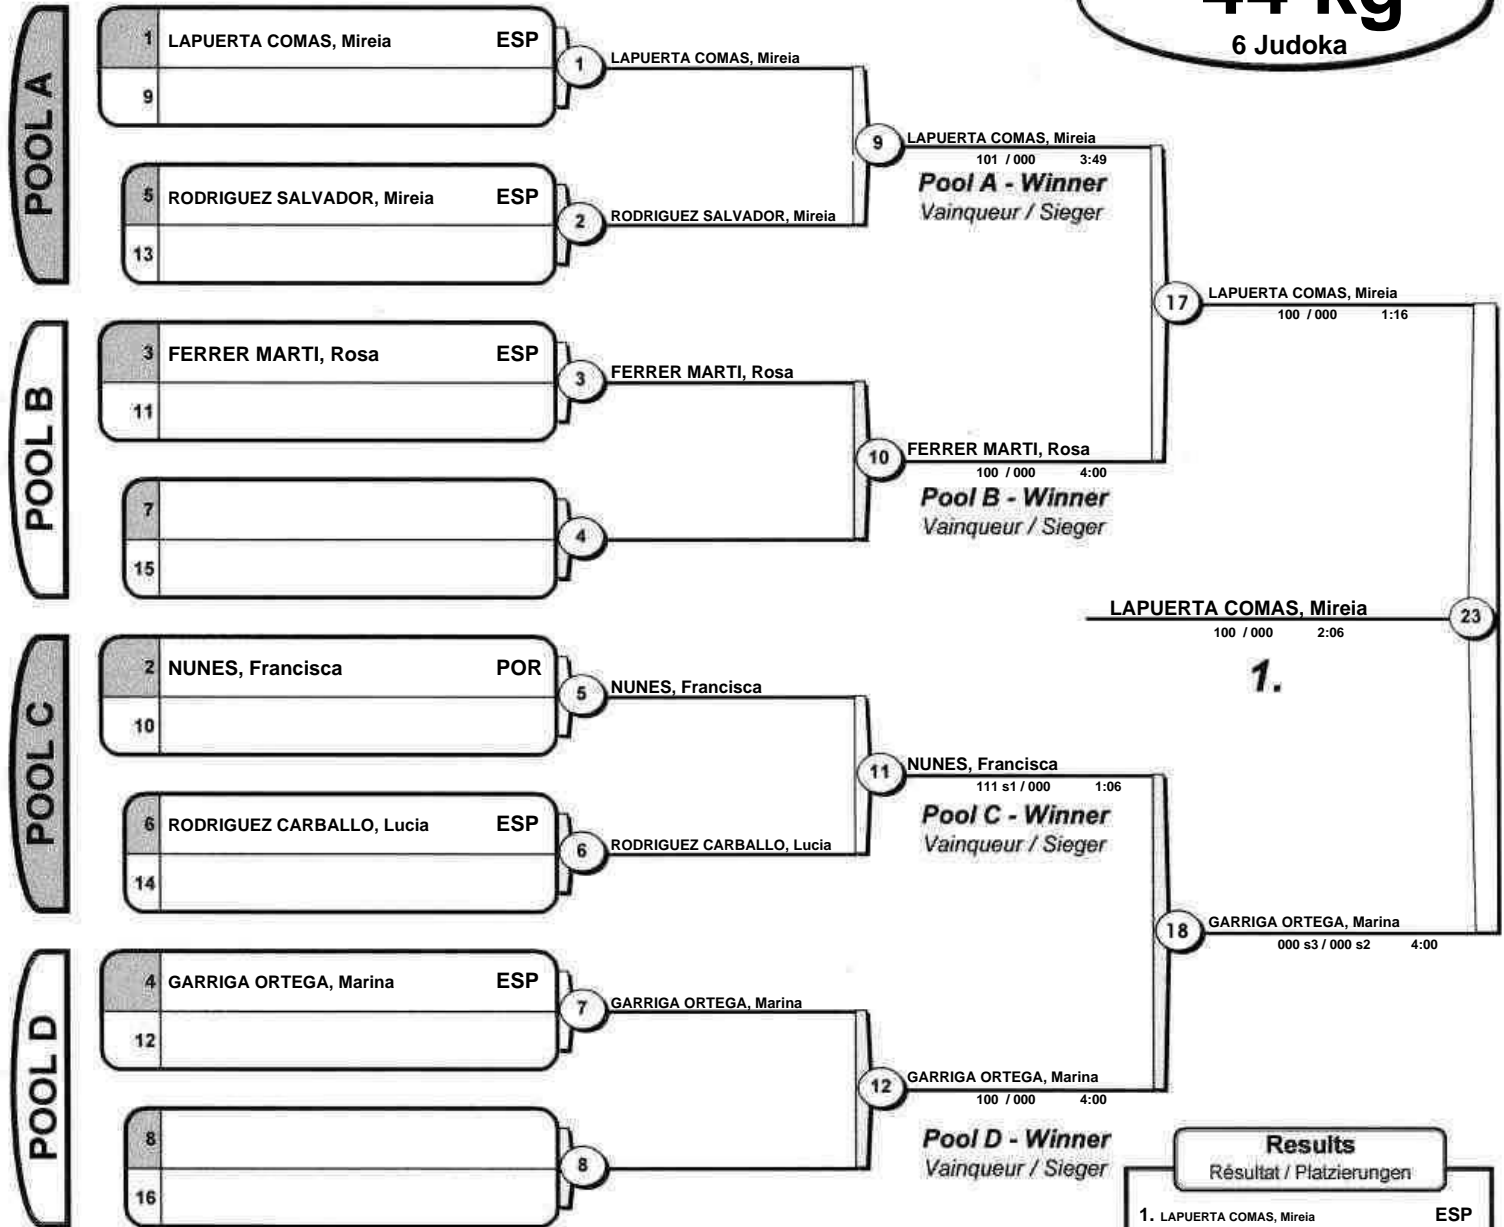 44 kg
6 Judoka
POOL A
1 LAPUERTA COMAS, Mireia ESP
9
1
LAPUERTA COMAS, Mireia
5 RODRIGUEZ SALVADOR, Mireia ESP
13
2
RODRIGUEZ SALVADOR, Mireia
9
LAPUERTA COMAS, Mireia
101 / 000 3:49
Pool A - Winner
Vainqueur / Sieger
POOL B
3 FERRER MARTI, Rosa ESP
11
3
FERRER MARTI, Rosa
7
15
4
10
FERRER MARTI, Rosa
100 / 000 4:00
Pool B - Winner
Vainqueur / Sieger
17
LAPUERTA COMAS, Mireia
100 / 000 1:16
LAPUERTA COMAS, Mireia
23
100 / 000 2:06
1.
POOL C
2 NUNES, Francisca POR
10
5
NUNES, Francisca
6 RODRIGUEZ CARBALLO, Lucia ESP
14
6
RODRIGUEZ CARBALLO, Lucia
11
NUNES, Francisca
111 s1 / 000 1:06
Pool C - Winner
Vainqueur / Sieger
18
GARRIGA ORTEGA, Marina
000 s3 / 000 s2 4:00
POOL D
4 GARRIGA ORTEGA, Marina ESP
12
7
GARRIGA ORTEGA, Marina
8
16
8
12
GARRIGA ORTEGA, Marina
100 / 000 4:00
Pool D - Winner
Vainqueur / Sieger
Results
Résultat / Platzierungen
1. LAPUERTA COMAS, Mireia ESP